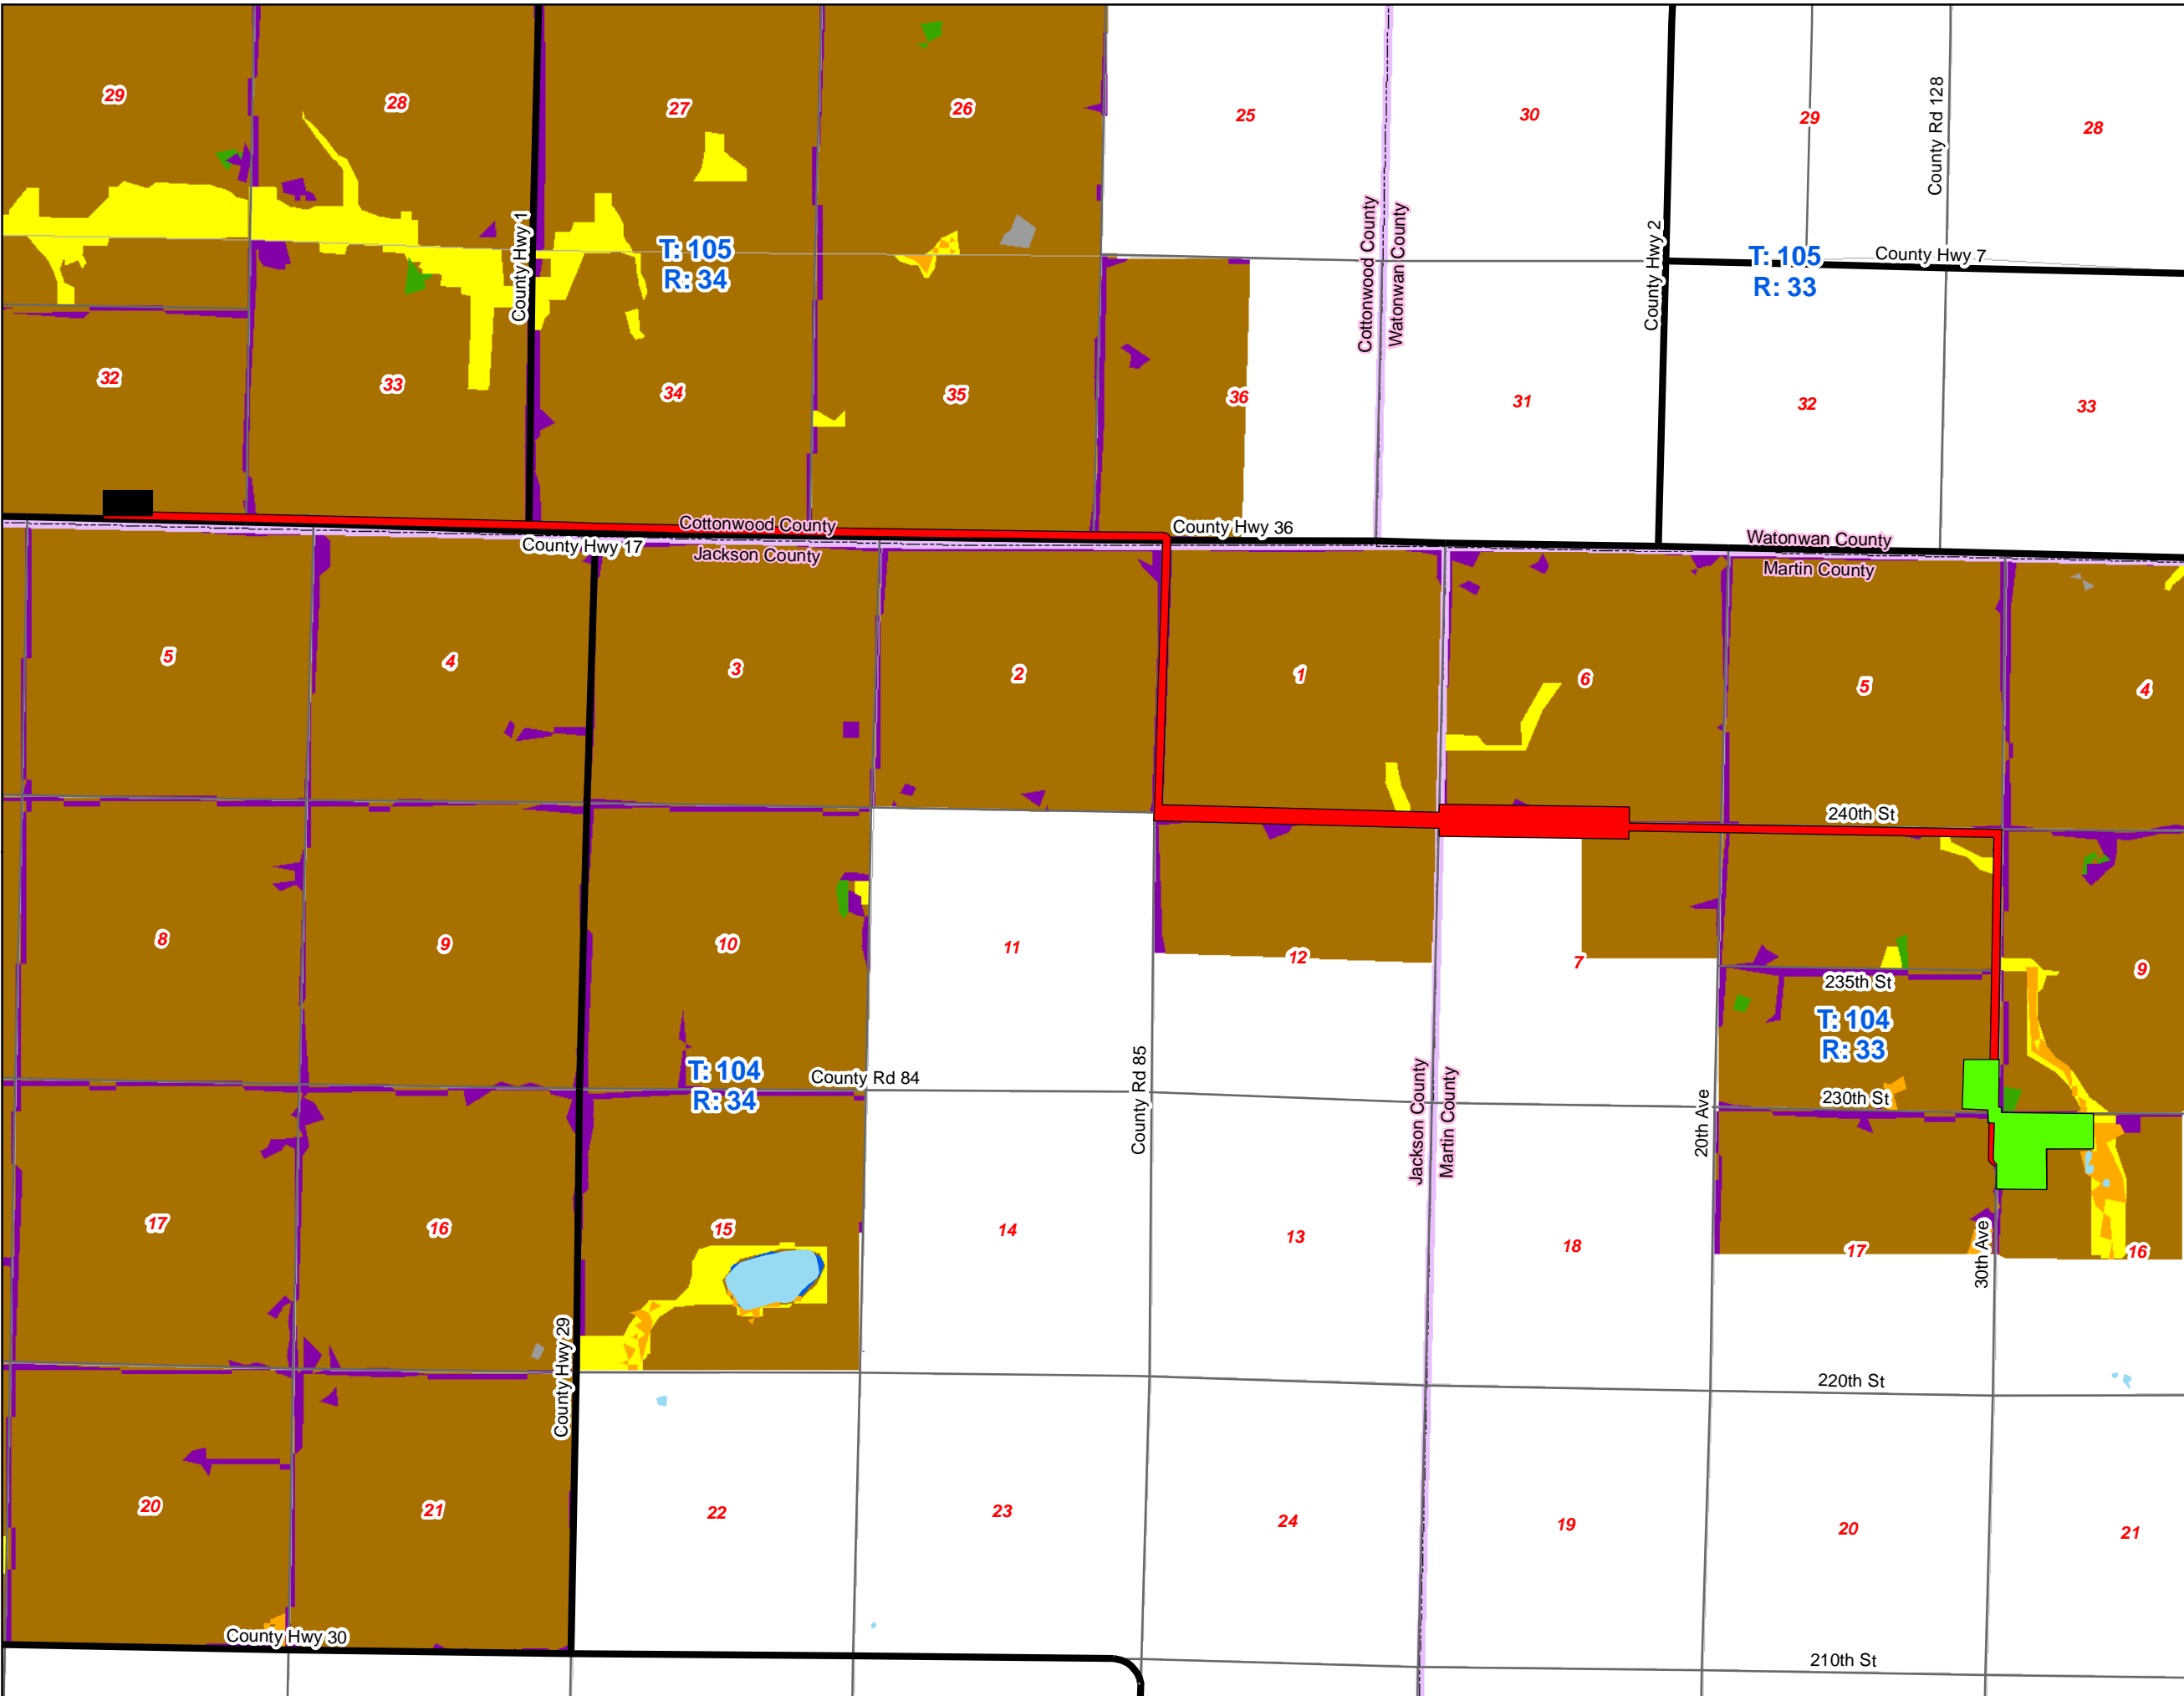 29
28
27
26
25
30
29
County Rd 128
28
County Hwy 1
T: 105
R: 34
Cottonwood County
Watonwan County
County Hwy 2
T: 105
R: 33
County Hwy 7
32
33
34
35
36
31
32
33
Cottonwood County
County Hwy 36
Watonwan County
County Hwy 17
Jackson County
Martin County
5
4
3
2
1
6
5
4
240th St
8
9
10
11
12
7
235th St
9
T: 104
R: 33
T: 104
R: 34
County Rd 84
County Rd 85
Jackson County
Martin County
20th Ave
230th St
17
16
15
14
13
18
17
30th Ave
16
County Hwy 29
220th St
20
21
22
23
24
19
20
21
County Hwy 30
210th St